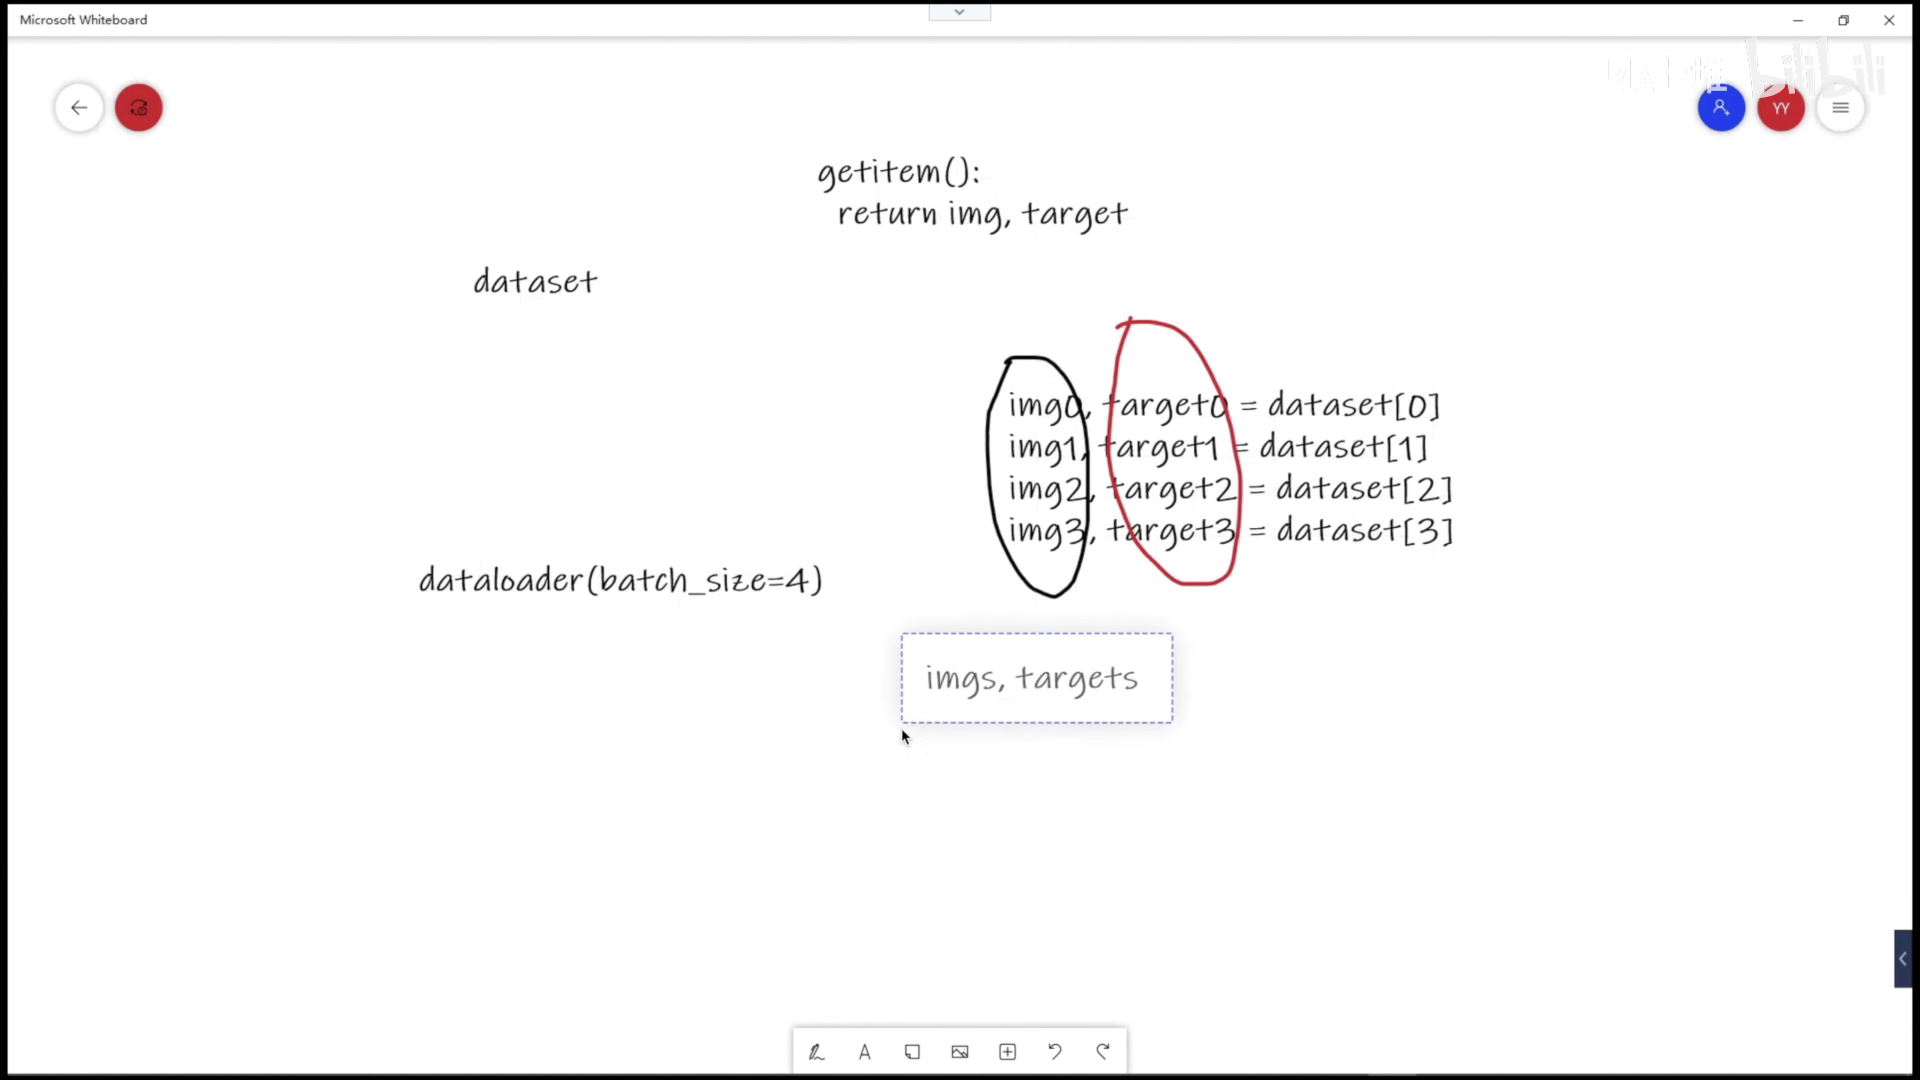 Microsoft Whiteboard
bilibili
YY
getitem():
return img, target
dataset
img0, target0 = dataset[0]
img1, target1 = dataset[1]
img2, target2 = dataset[2]
img3, target3 = dataset[3]
dataloader(batch_size=4)
imgs, targets